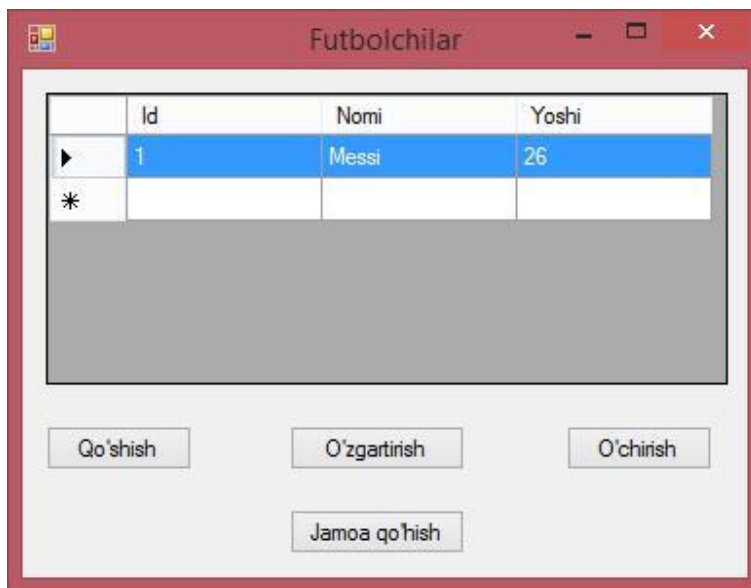 Futbolchilar
Id Nomi Yoshi
1 Messi 26
Qo'shish O'zgartirish O'chirish
Jamoa qo'hish